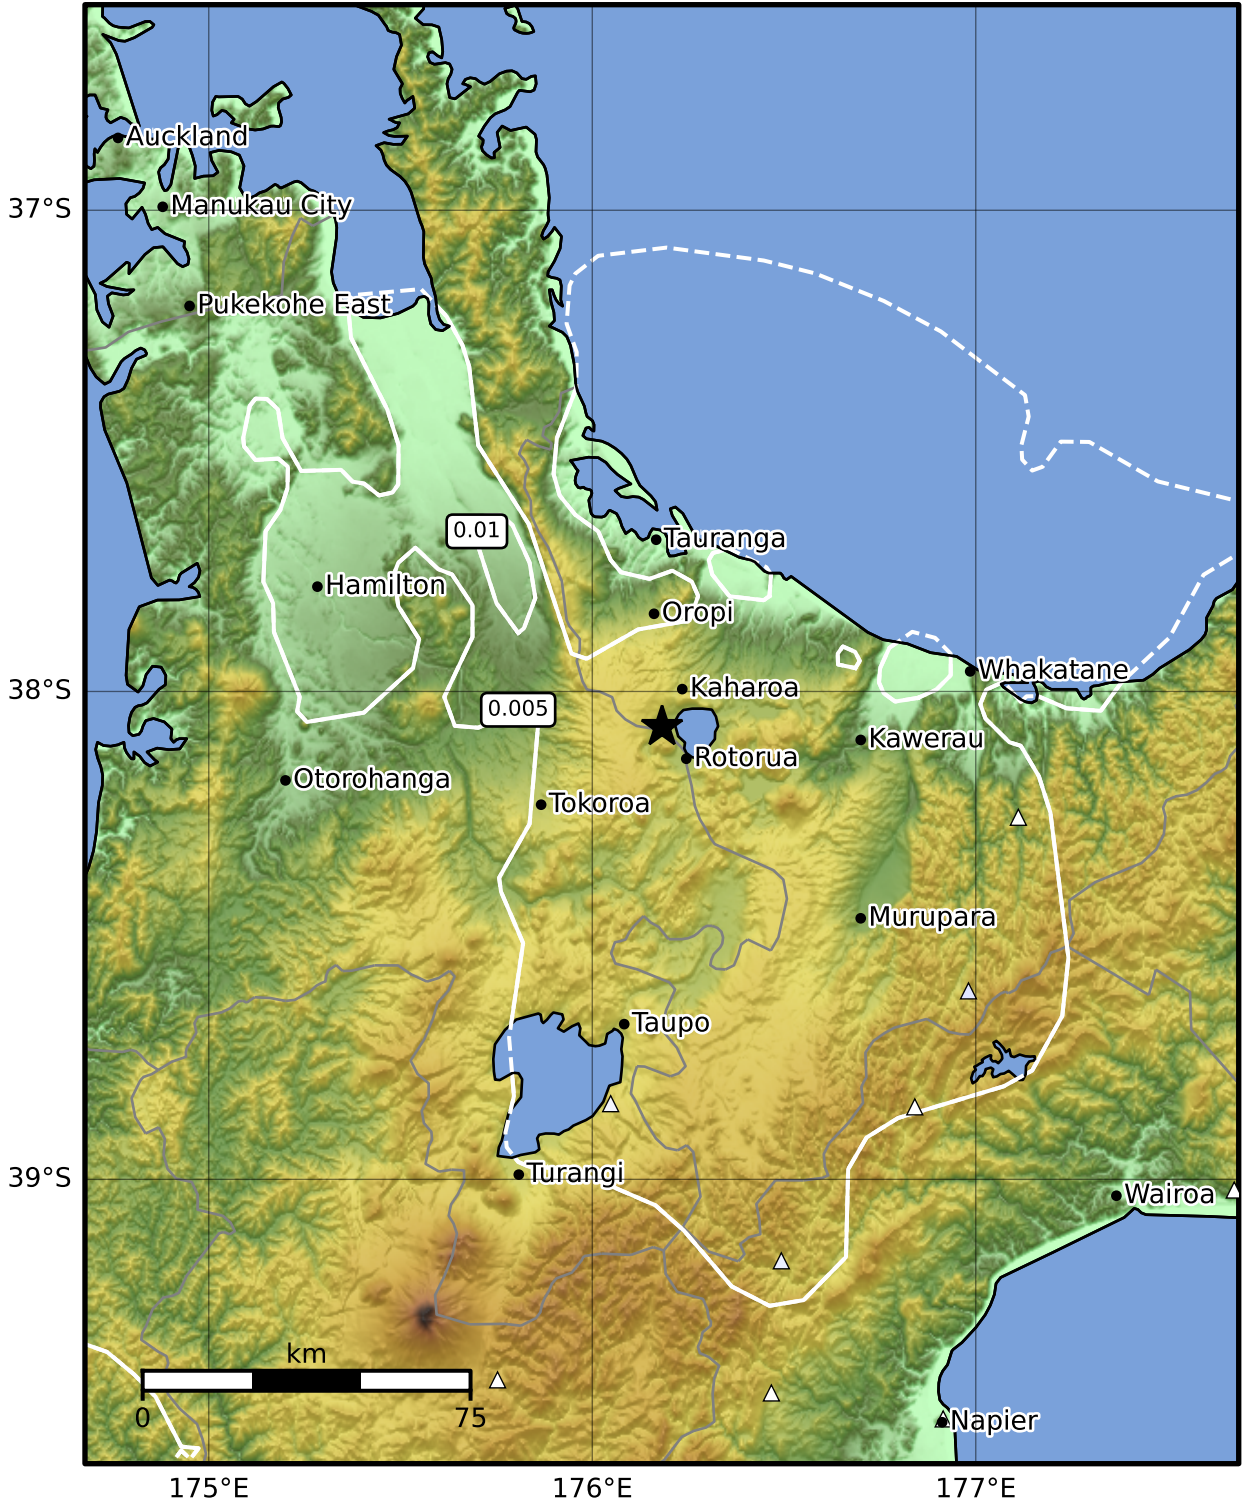 Auckland
Manukau City
37°S
Pukekohe East
0.01
Tauranga
Hamilton
Oropi
Whakatane
38°S
Kaharoa
0.005
Kawerau
Rotorua
Otorohanga
Tokoroa
Murupara
Taupo
39°S
Turangi
Wairoa
km
0
75
Napier
175°E
176°E
177°E